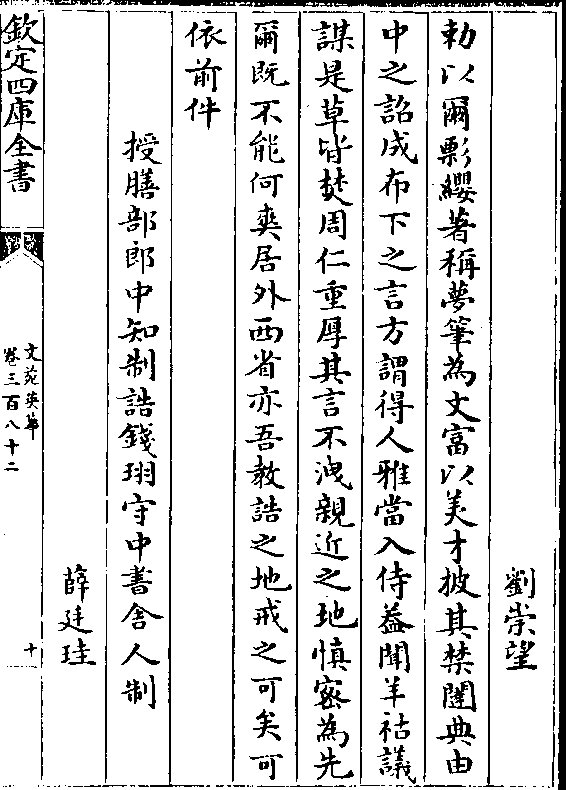 劉崇望
勅以爾彯纓著稱夢筆為文富以美才披其禁闥典由
中之詔成布下之言方謂得人雅當入侍益聞羊祜議
謀是草皆焚周仁重厚其言不洩親近之地慎密為先
爾既不能何爽居外西省亦吾敎誥之地戒之可矣可
依前件
授膳部郎中知制誥錢珝守中書舍人制
薛廷珪
欽定四庫全書
文苑英華
卷三百八十二
十